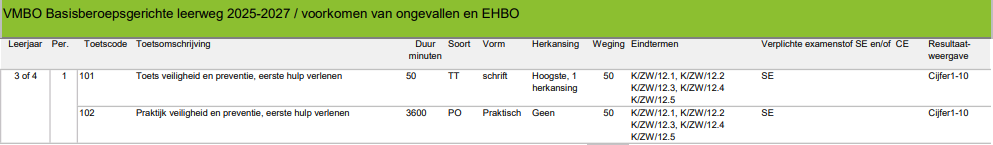 VMBO Basisberoepsgerichte leerweg 2025-2027 / voorkomen van ongevallen en EHBO
Leerjaar Per. Toetscode Toetsomschrijving Duur minuten Soort Vorm Herkansing Weging Eindtermen Verplichte examenstof SE en/of CE Resultaat-weergave
3 of 4 1 101 Toets veiligheid en preventie, eerste hulp verlenen 50 TT schrift Hoogste, 1 herkansing 50 K/ZW/12.1, K/ZW/12.2 SE Cijfer1-10
K/ZW/12.3, K/ZW/12.4
K/ZW/12.5
102 Praktijk veiligheid en preventie, eerste hulp verlenen 3600 PO Praktisch Geen 50 K/ZW/12.1, K/ZW/12.2 SE Cijfer1-10
K/ZW/12.3, K/ZW/12.4
K/ZW/12.5